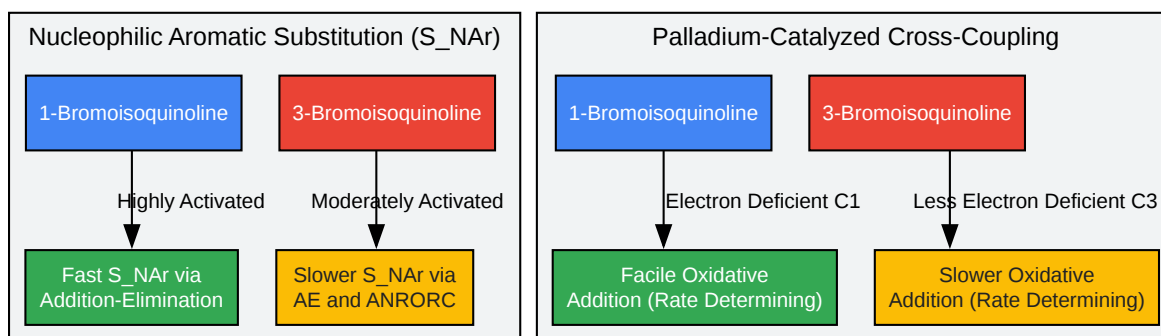 Nucleophilic Aromatic Substitution (S_NAr)
1-Bromoisoquinoline
3-Bromoisoquinoline
Highly Activated
Moderately Activated
Fast S_NAr via
Addition-Elimination
Slower S_NAr via
AE and ANRORC
Palladium-Catalyzed Cross-Coupling
1-Bromoisoquinoline
3-Bromoisoquinoline
Electron Deficient C1
Less Electron Deficient C3
Facile Oxidative
Addition (Rate Determining)
Slower Oxidative
Addition (Rate Determining)